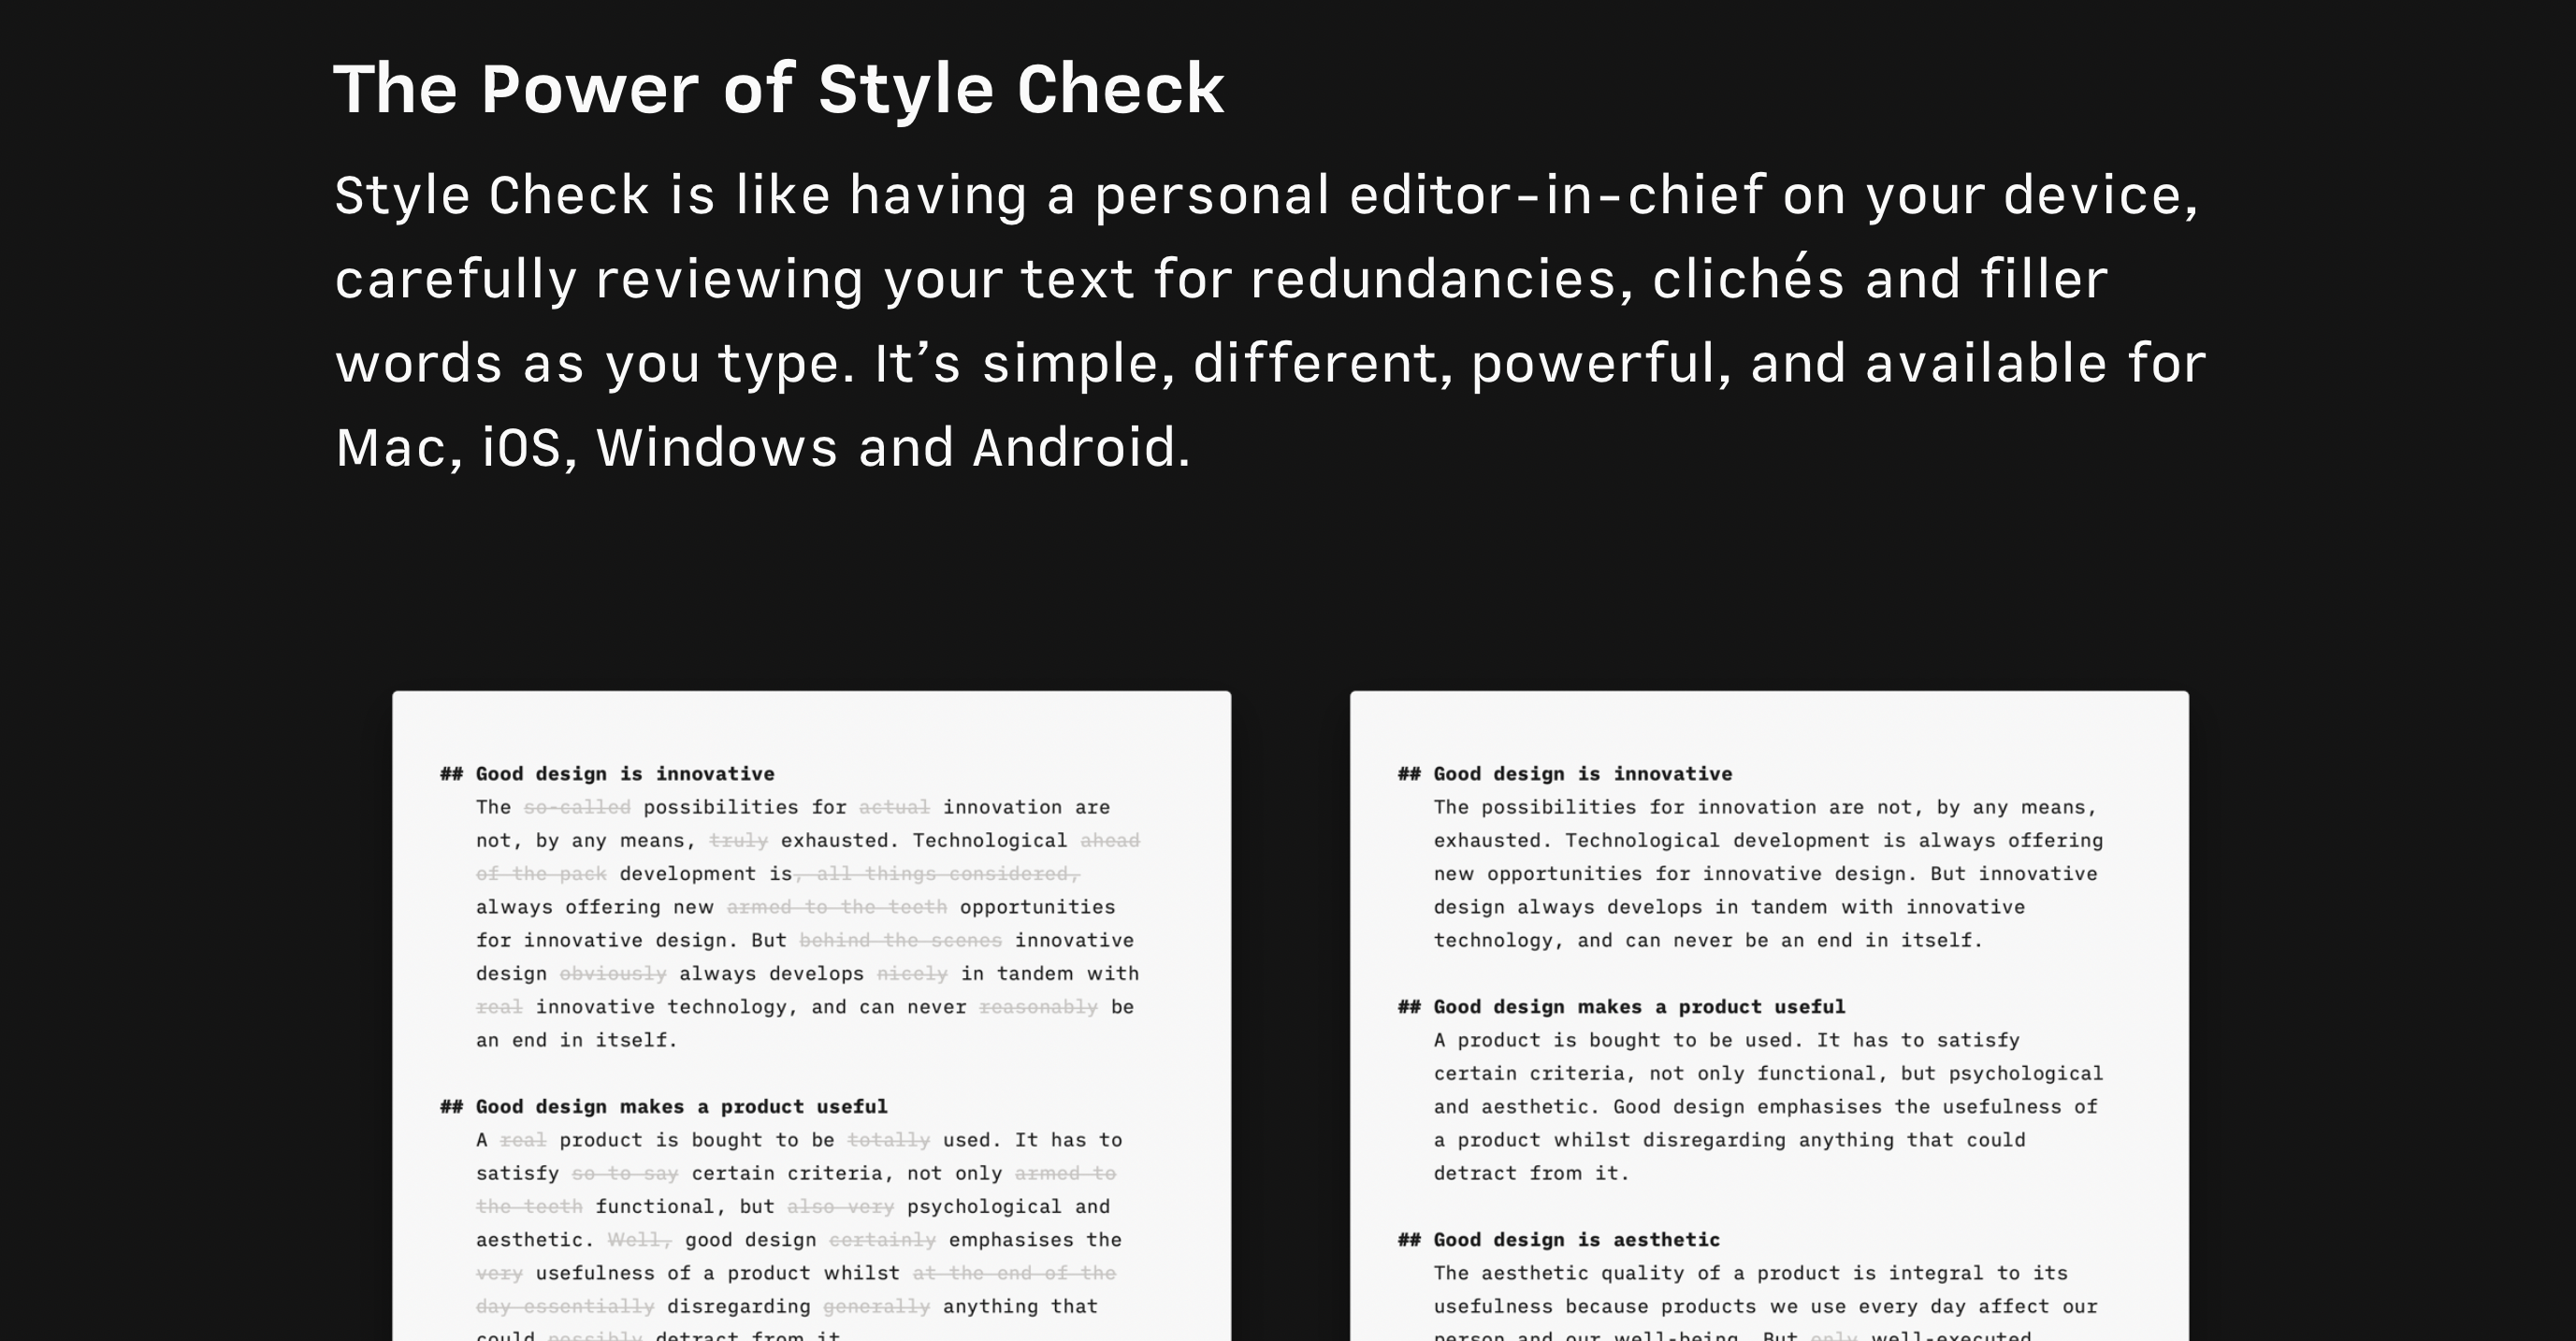 The Power of Style Check
Style Check is like having a personal editor-in-chief on your device,
carefully reviewing your text for redundancies, clichés and filler
words as you type. It’s simple, different, powerful, and available for
Mac, iOS, Windows and Android.
## Good design is innovative
The so-called possibilities for actual innovation are
not, by any means, truly exhausted. Technological ahead
of the pack development is, all things considered,
always offering new armed to the teeth opportunities
for innovative design. But behind the scenes innovative
design obviously always develops nicely in tandem with
real innovative technology, and can never reasonably be
an end in itself.
## Good design makes a product useful
A real product is bought to be totally used. It has to
satisfy so to say certain criteria, not only armed to
the teeth functional, but also very psychological and
aesthetic. Well, good design certainly emphasises the
very usefulness of a product whilst at the end of the
day essentially disregarding generally anything that
could possibly detract from it.
## Good design is innovative
The possibilities for innovation are not, by any means,
exhausted. Technological development is always offering
new opportunities for innovative design. But innovative
design always develops in tandem with innovative
technology, and can never be an end in itself.
## Good design makes a product useful
A product is bought to be used. It has to satisfy
certain criteria, not only functional, but psychological
and aesthetic. Good design emphasises the usefulness of
a product whilst disregarding anything that could
detract from it.
## Good design is aesthetic
The aesthetic quality of a product is integral to its
usefulness because products we use every day affect our
person and our well-being. But only well-executed